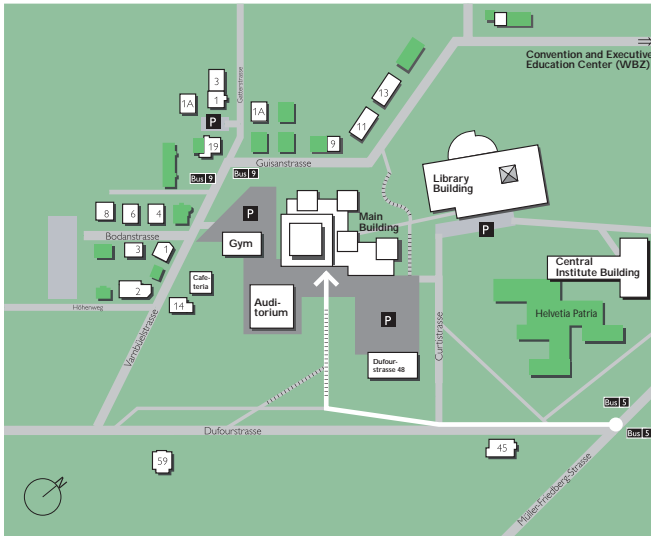 Convention and Executive
Education Center (WBZ)
Gatterstrasse
3
1
1A
1A
P
13
11
9
19
Guisanstrasse
Bus 9
Bus 9
Library
Building
8
6
4
P
Main
Building
P
Bodanstrasse
Gym
3
1
Central
Institute Building
Cafe-
teria
2
14
Höhenweg
Audi-
torium
Helvetia Patria
P
Varnbüelstrasse
Curtistrasse
Dufour-
strasse 48
Bus 5
Dufourstrasse
Bus 5
45
59
Müller-Friedberg-Strasse
N